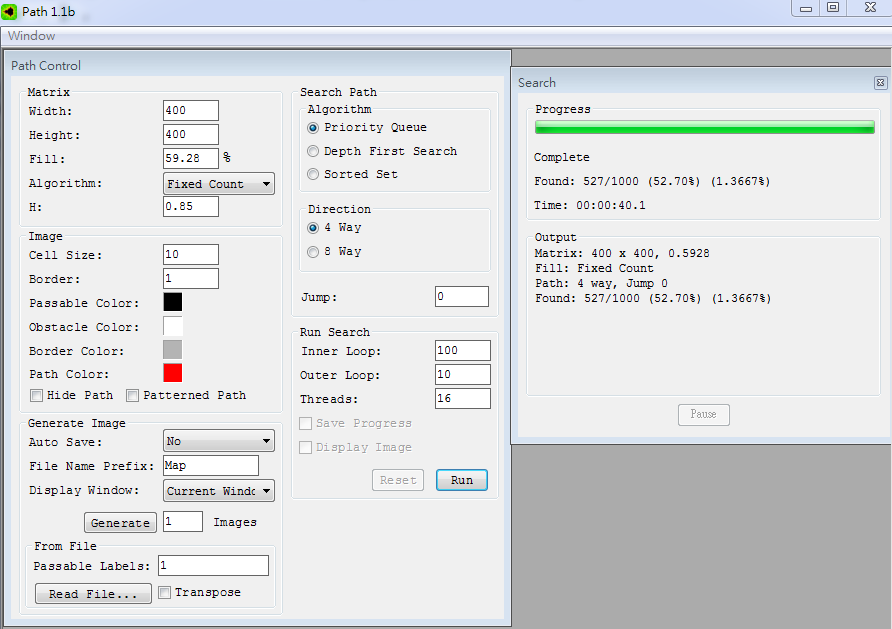 Path 1.1b
Window
Path Control
Matrix
Width: 400
Height: 400
Fill: 59.28 %
Algorithm: Fixed Count
H: 0.85
Image
Cell Size: 10
Border: 1
Passable Color:
Obstacle Color:
Border Color:
Path Color:
Hide Path Patterned Path
Generate Image
Auto Save: No
File Name Prefix: Map
Display Window: Current Windc
Generate 1 Images
From File
Passable Labels: 1
Read File... Transpose
Search Path
Algorithm
Priority Queue
Depth First Search
Sorted Set
Direction
4 Way
8 Way
Jump: 0
Run Search
Inner Loop: 100
Outer Loop: 10
Threads: 16
Save Progress
Display Image
Reset Run
Search
Progress
Complete
Found: 527/1000 (52.70%) (1.3667%)
Time: 00:00:40.1
Output
Matrix: 400 x 400, 0.5928
Fill: Fixed Count
Path: 4 way, Jump 0
Found: 527/1000 (52.70%) (1.3667%)
Pause